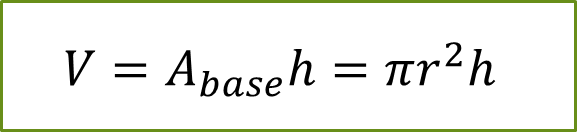 V = A_base h = πr²h